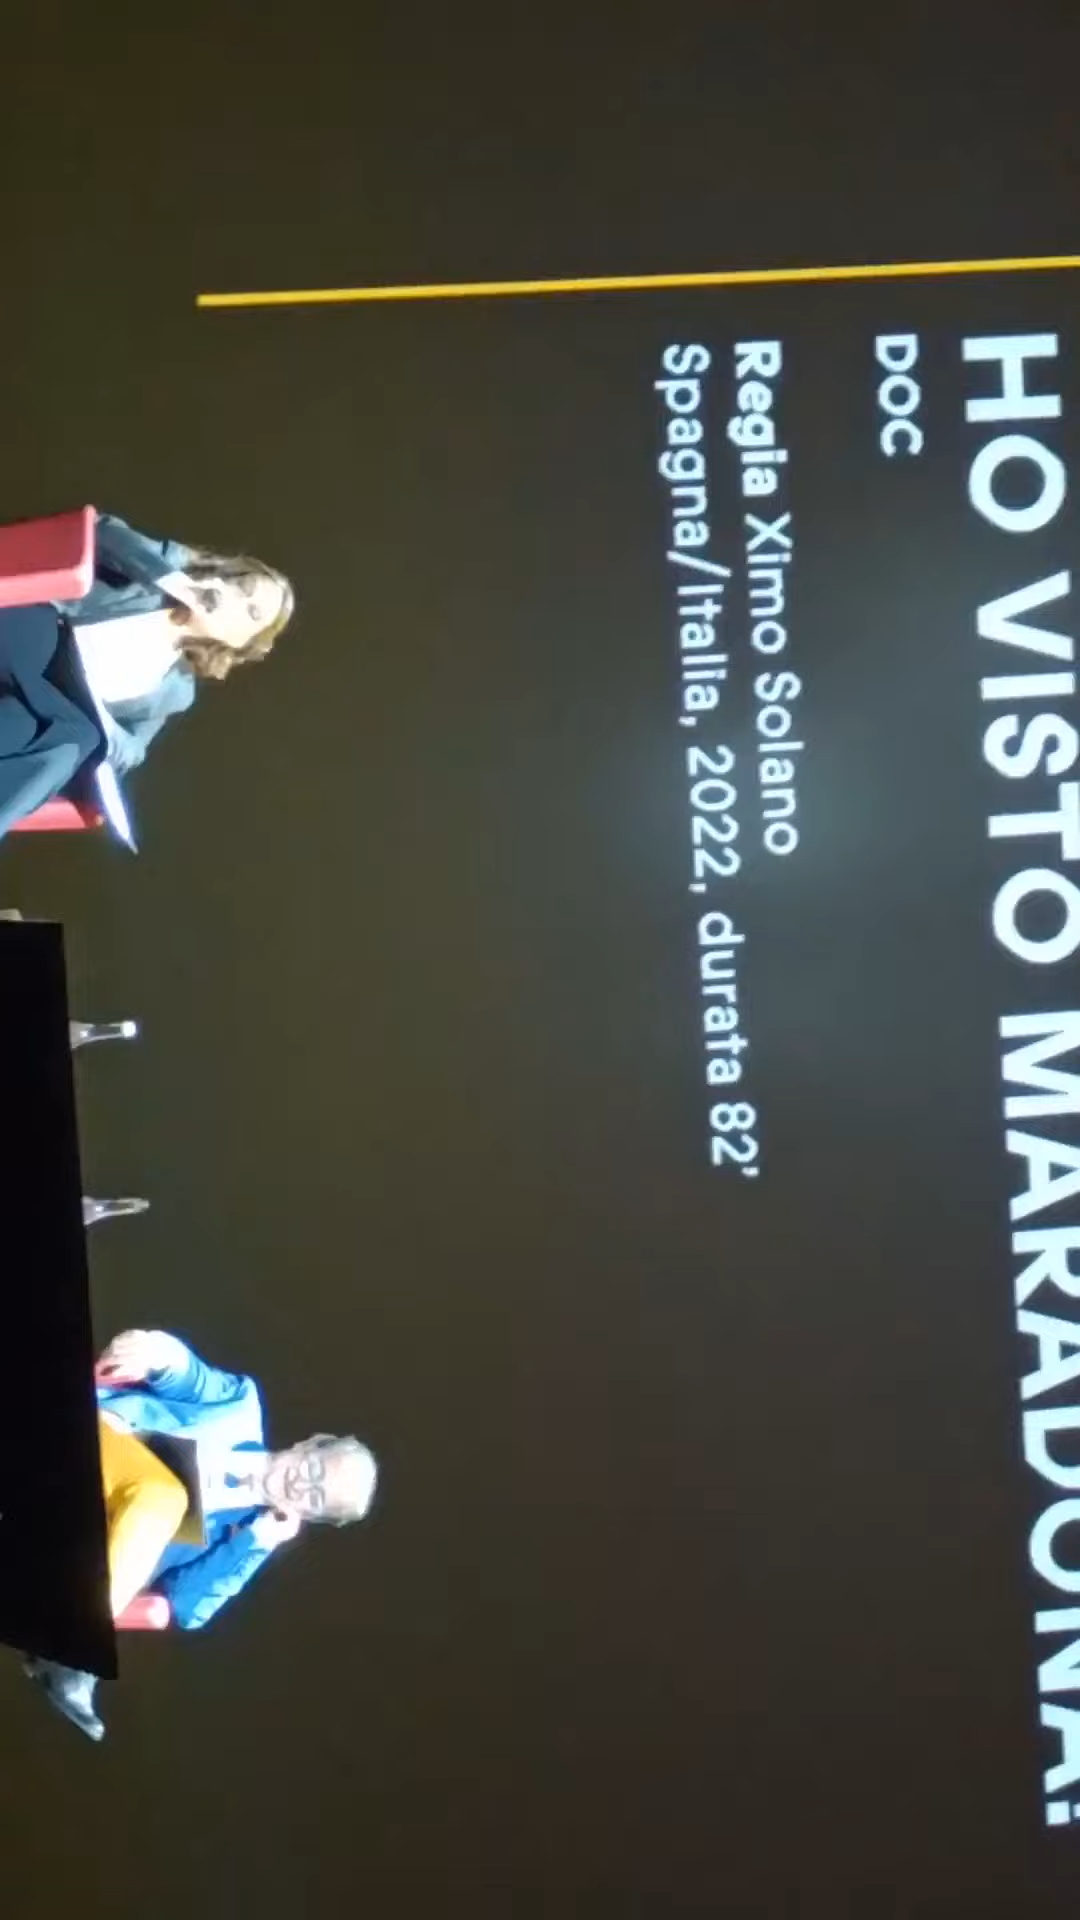 HO VISTO MARADONA!
DOC
Regia Ximo Solano
Spagna/Italia, 2022, durata 82'